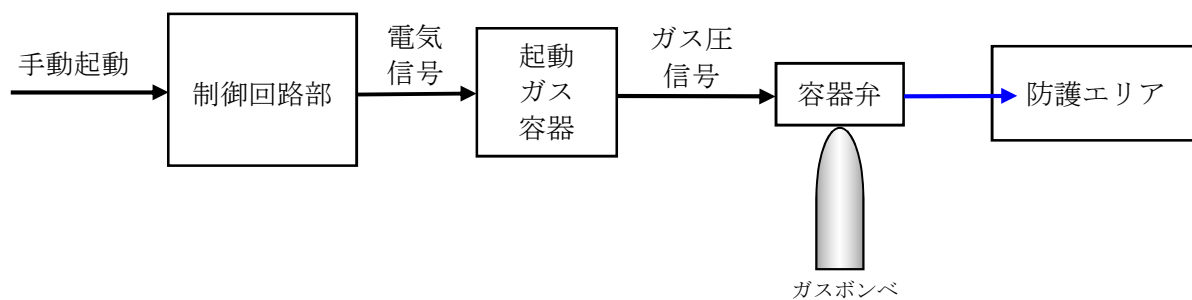 手動起動
制御回路部
電気
信号
起動
ガス
容器
ガス圧
信号
容器弁
防護エリア
ガスボンベ